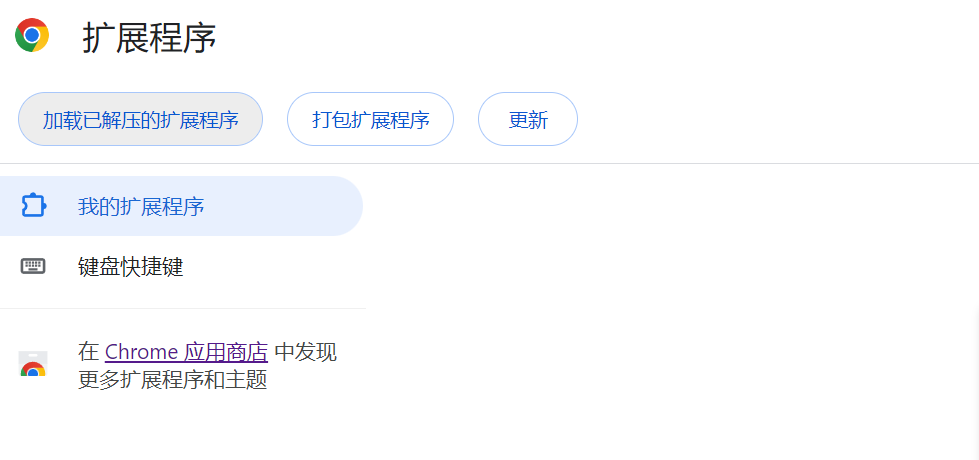 扩展程序
加载已解压的扩展程序 打包扩展程序 更新
我的扩展程序
键盘快捷键
在 Chrome 应用商店 中发现
更多扩展程序和主题